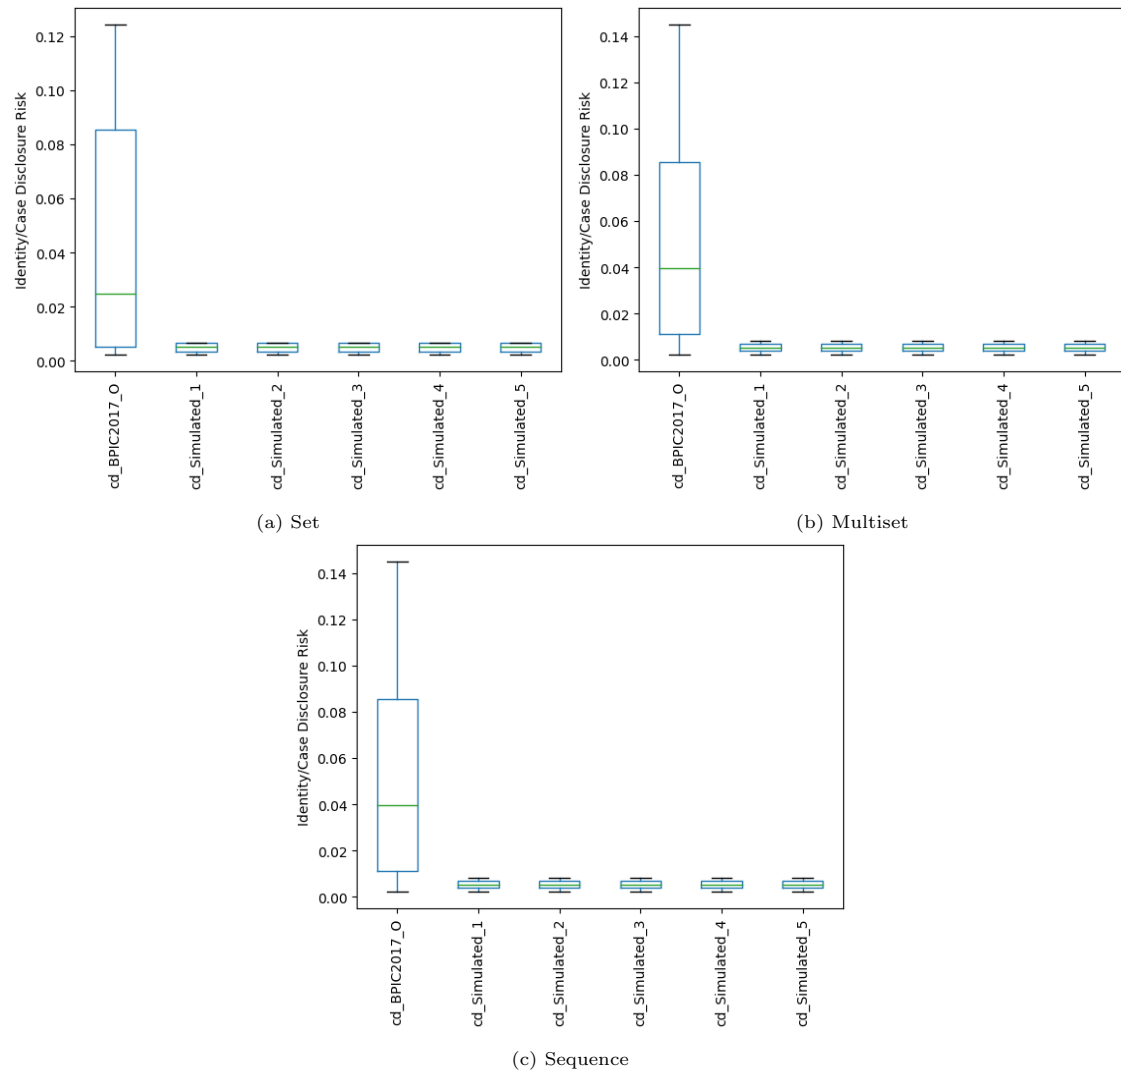 Identity/Case Disclosure Risk
0.12
0.10
0.08
0.06
0.04
0.02
0.00
cd_BPIC2017_O
cd_Simulated_1
cd_Simulated_2
cd_Simulated_3
cd_Simulated_4
cd_Simulated_5
(a) Set
Identity/Case Disclosure Risk
0.14
0.12
0.10
0.08
0.06
0.04
0.02
0.00
cd_BPIC2017_O
cd_Simulated_1
cd_Simulated_2
cd_Simulated_3
cd_Simulated_4
cd_Simulated_5
(b) Multiset
Identity/Case Disclosure Risk
0.14
0.12
0.10
0.08
0.06
0.04
0.02
0.00
cd_BPIC2017_O
cd_Simulated_1
cd_Simulated_2
cd_Simulated_3
cd_Simulated_4
cd_Simulated_5
(c) Sequence